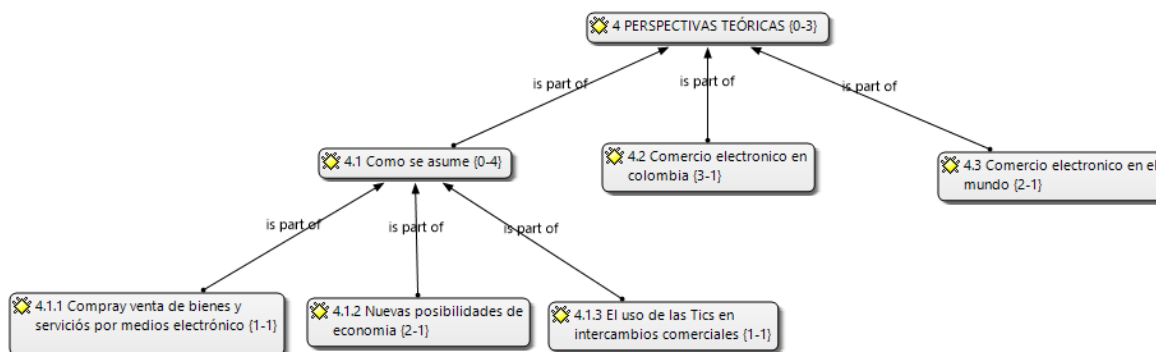 4 PERSPECTIVAS TEÓRICAS {0-3}
is part of
is part of
is part of
4.1 Como se asume {0-4}
4.2 Comercio electronico en
colombia {3-1}
4.3 Comercio electronico en el
mundo {2-1}
is part of
is part of
is part of
4.1.1 Compray venta de bienes y
serviciós por medios electrónico {1-1}
4.1.2 Nuevas posibilidades de
economia {2-1}
4.1.3 El uso de las Tics en
intercambios comerciales {1-1}